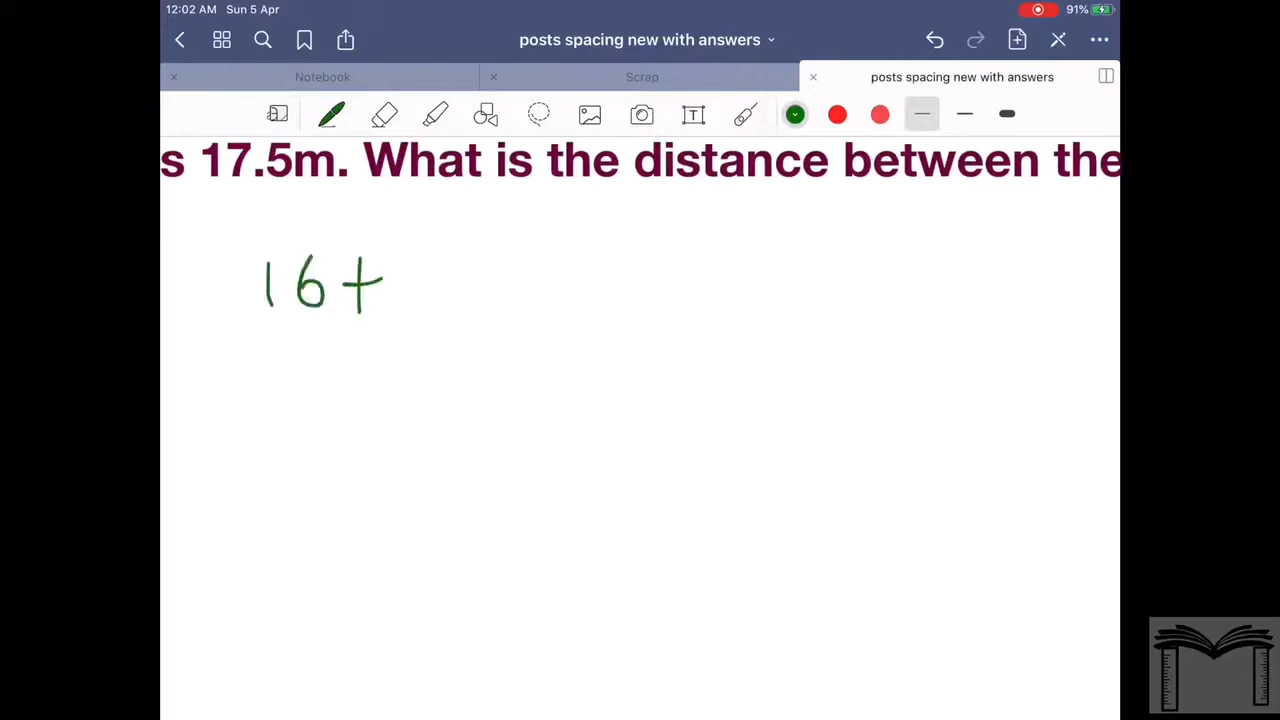 12:02 AM Sun 5 Apr 91%
posts spacing new with answers
Notebook Scrap posts spacing new with answers
T
s 17.5m. What is the distance between the
16+